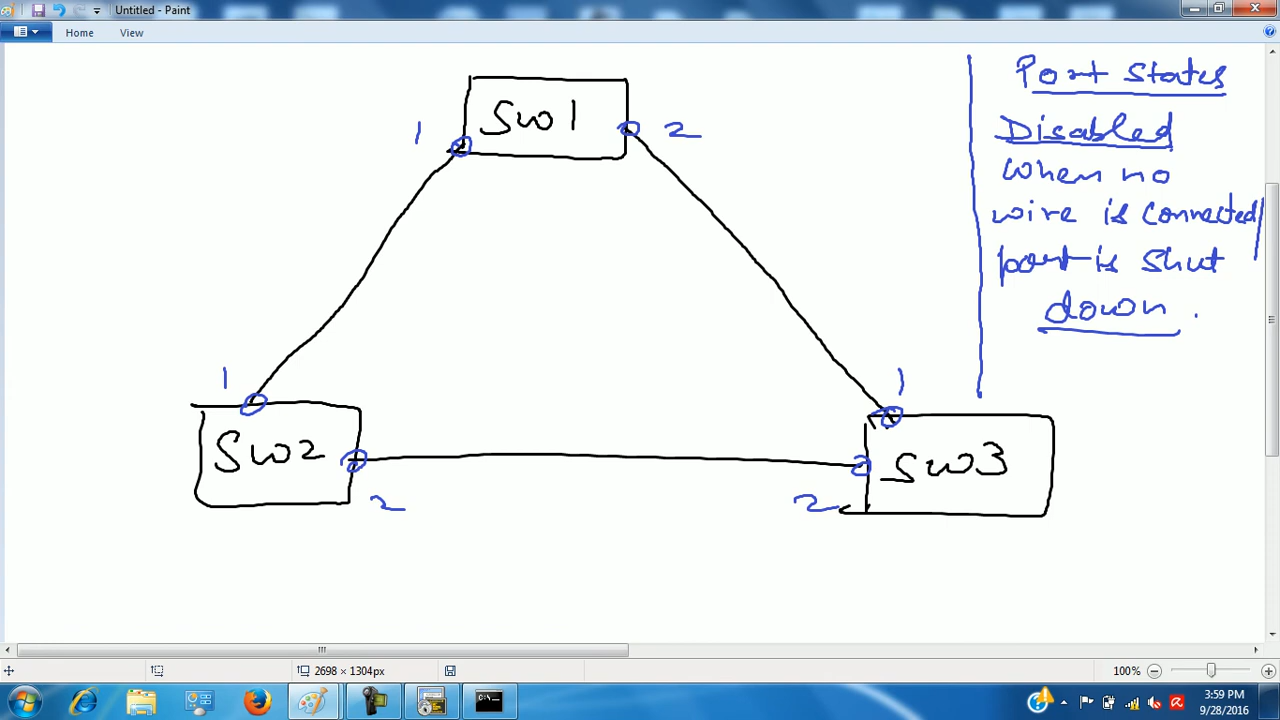 Untitled - Paint
Home View
SW1
1
2
1
SW2
2
1
SW3
2
Port States
Disabled
when no
wire is connected/
port is shut
down.
2698 × 1304px
100%
3:59 PM
9/28/2016